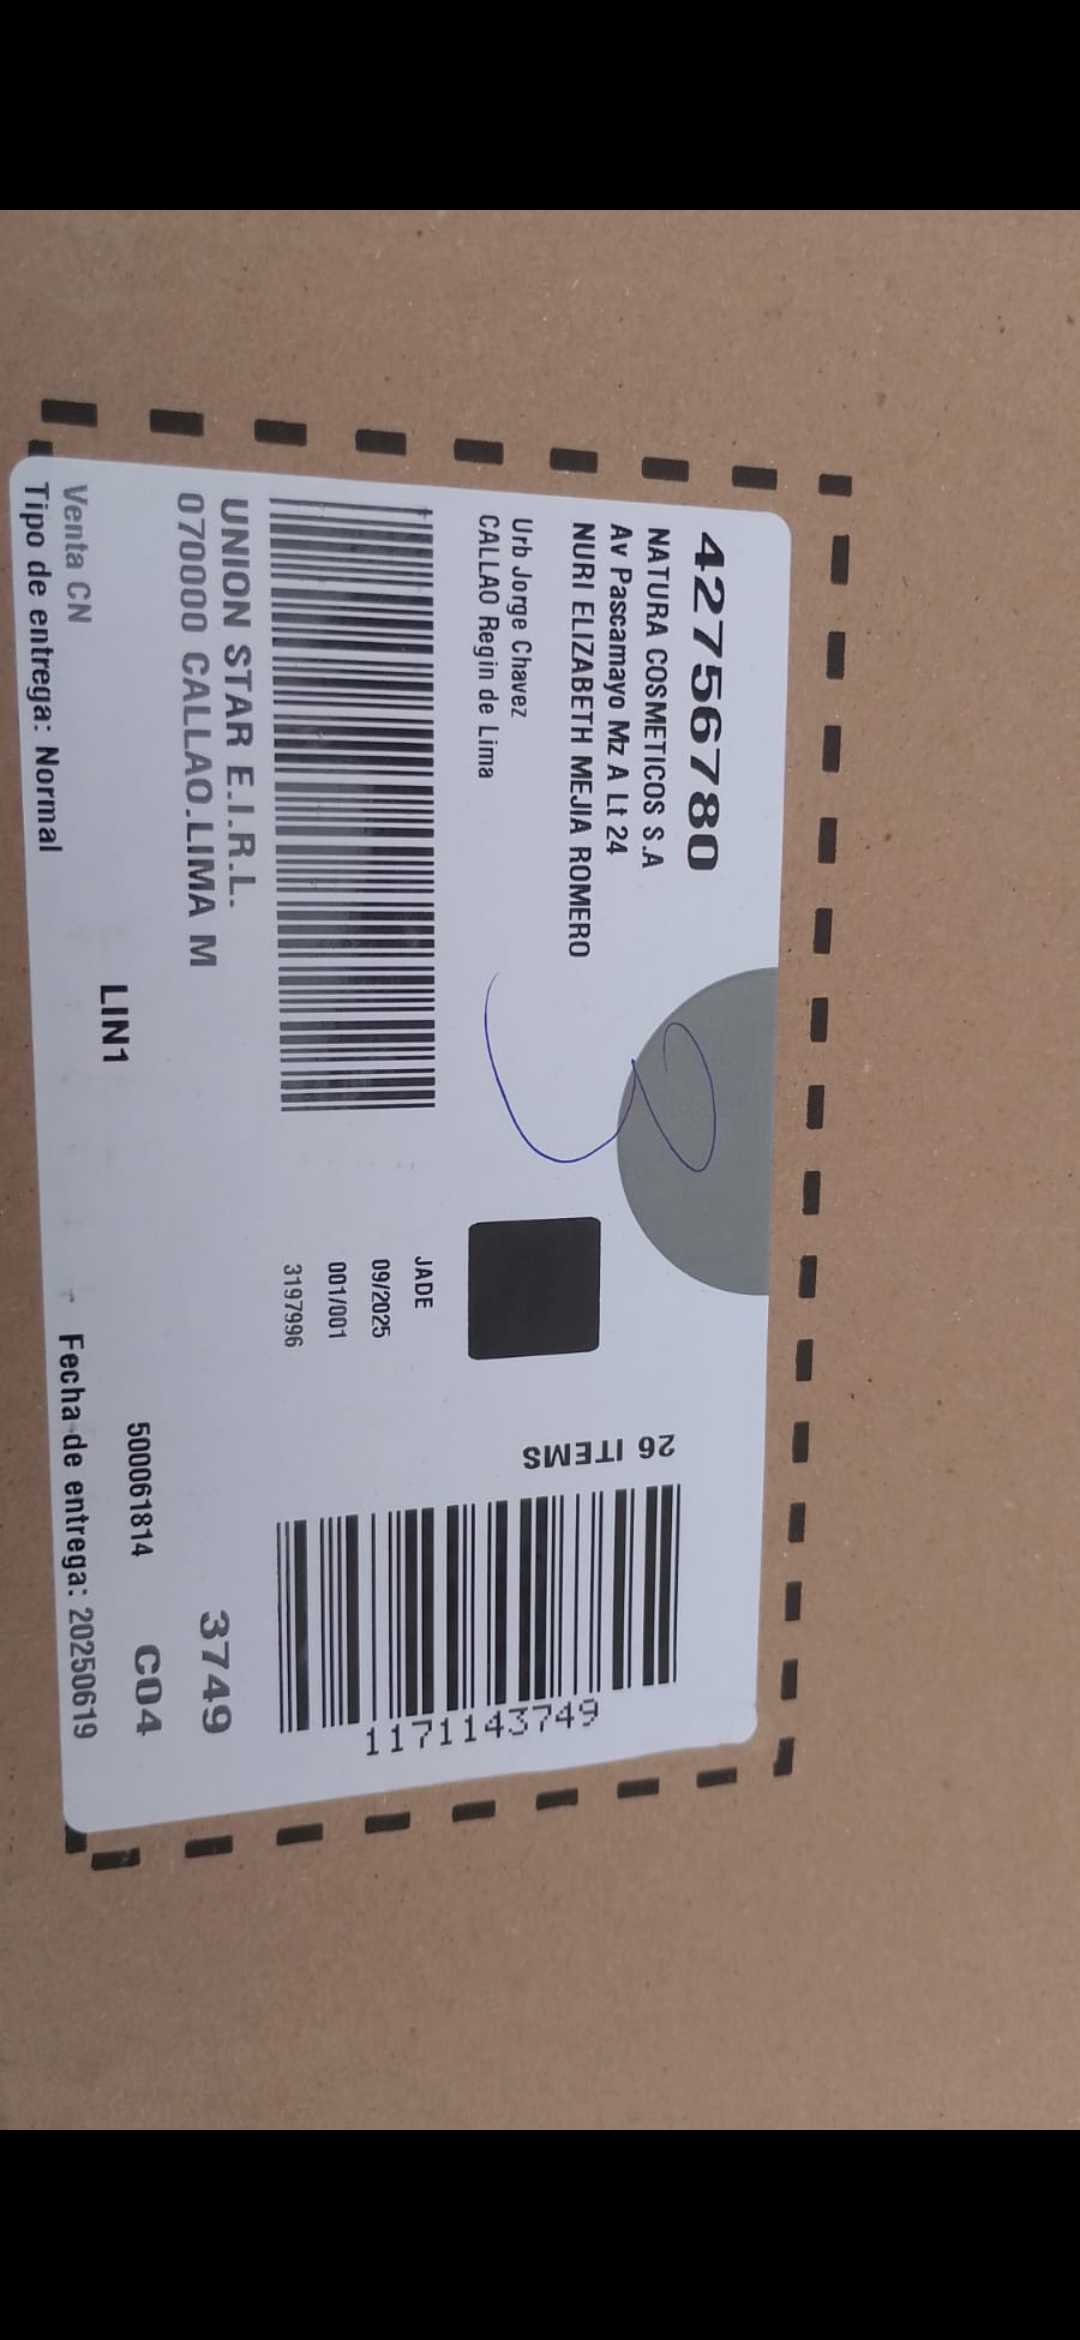 42756780
NATURA COSMETICOS S.A
Av Pascamayo Mz A Lt 24
NURI ELIZABETH MEJIA ROMERO
Urb Jorge Chavez
CALLAO Regin de Lima
26 ITEMS
1171143749
JADE
09/2025
001/001
3197996
UNION STAR E.I.R.L.
070000 CALLAO.LIMA M
3749
LIN1
500061814
C04
Venta CN
Tipo de entrega: Normal
Fecha de entrega: 20250619